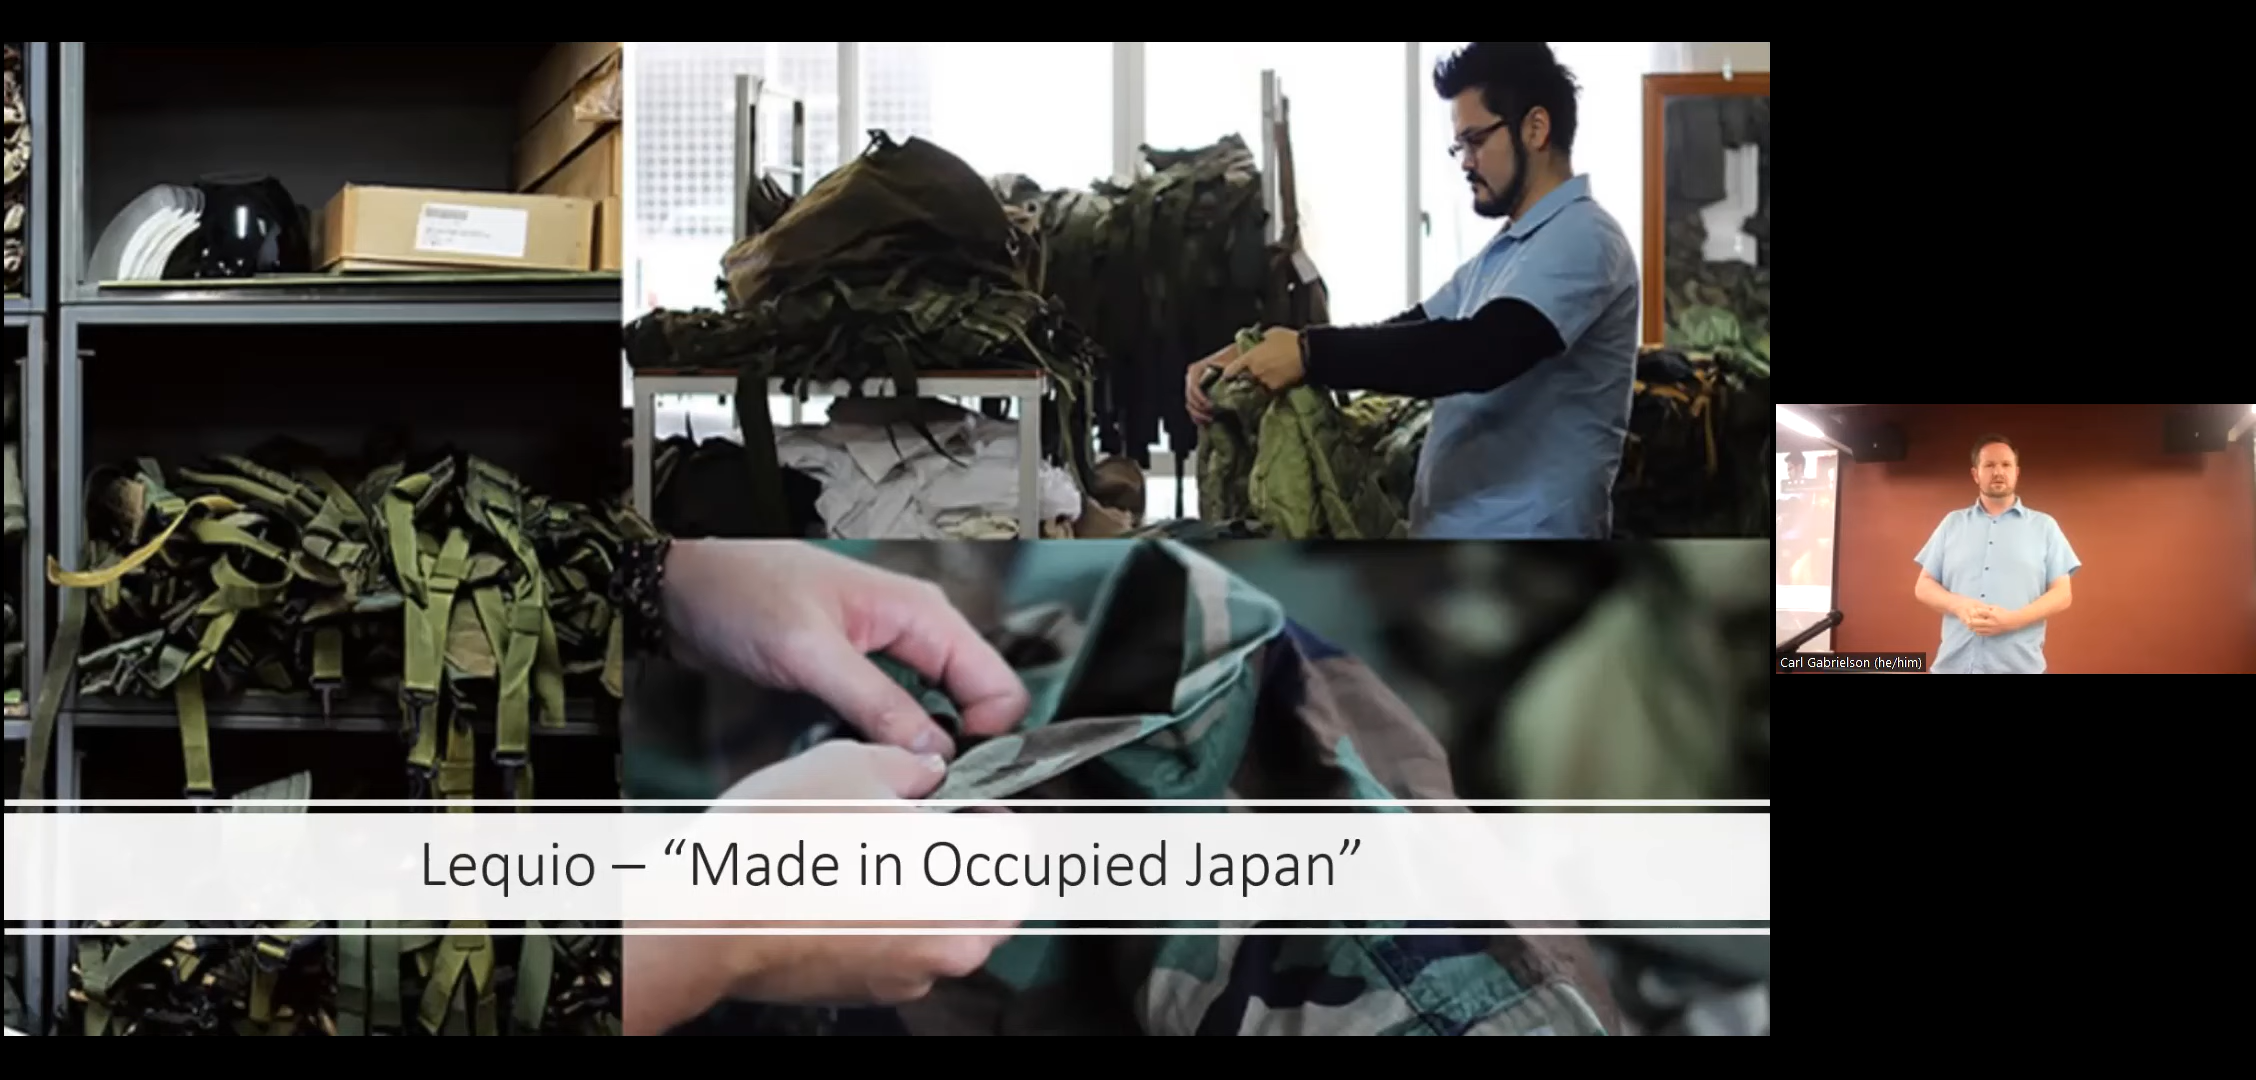 Lequio – “Made in Occupied Japan”
Carl Gabrielson (he/him)